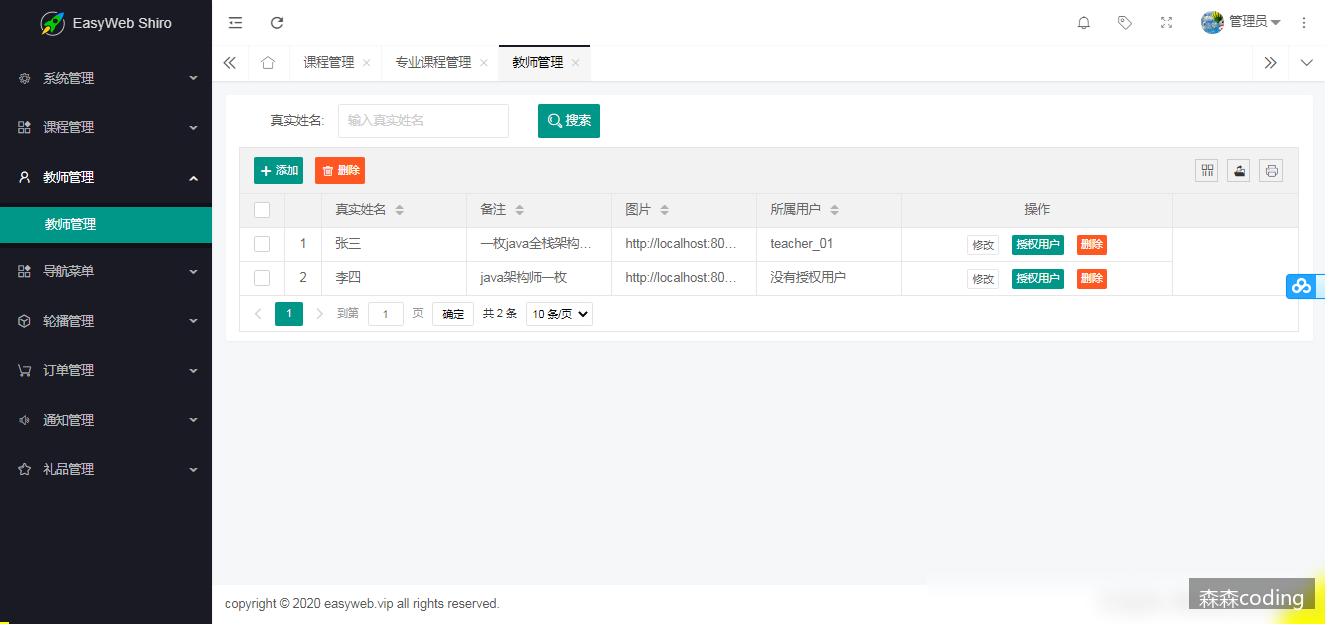 EasyWeb Shiro
管理员
系统管理
课程管理
教师管理
教师管理
导航菜单
轮播管理
订单管理
通知管理
礼品管理
课程管理
专业课程管理
教师管理
真实姓名:
输入真实姓名
搜索
添加
删除
真实姓名 备注 图片 所属用户 操作
1 张三 一枚java全栈架构... http://localhost:80... teacher_01 修改 授权用户 删除
2 李四 java架构师一枚 http://localhost:80... 没有授权用户 修改 授权用户 删除
1 到第 1 页 确定 共 2 条 10 条/页
copyright © 2020 easyweb.vip all rights reserved.
森森coding